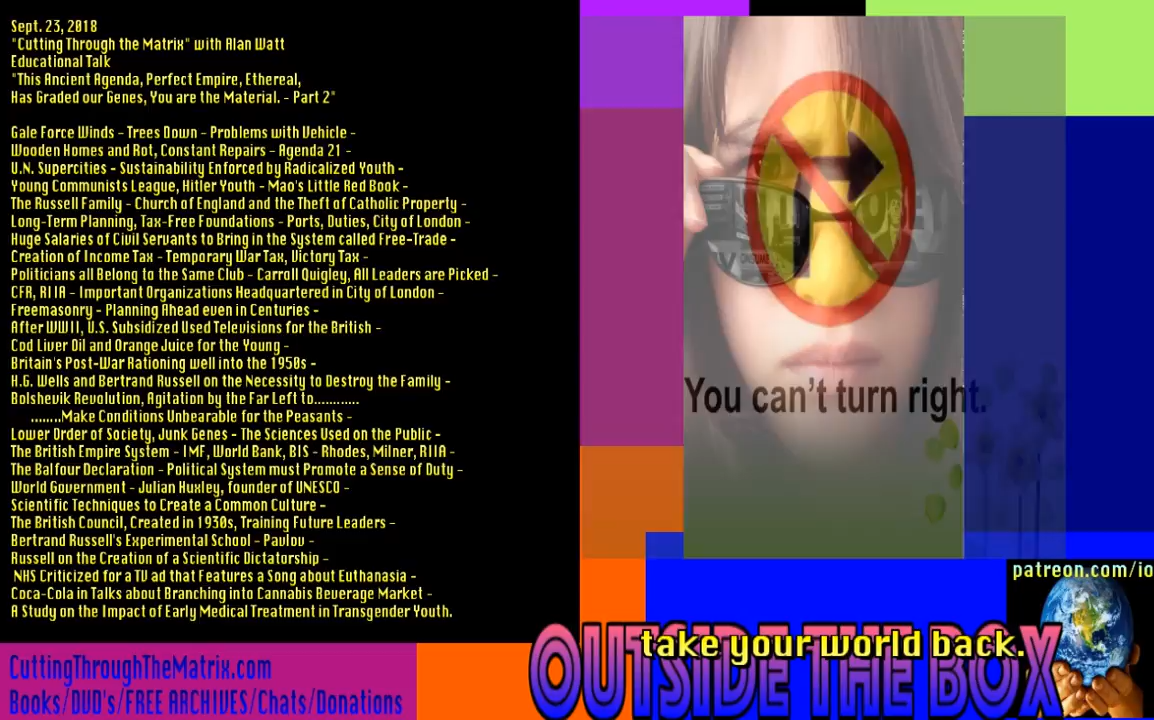 Sept. 23, 2018
"Cutting Through the Matrix" with Alan Watt
Educational Talk
"This Ancient Agenda, Perfect Empire, Ethereal,
Has Graded our Genes, You are the Material. - Part 2"
Gale Force Winds - Trees Down - Problems with Vehicle -
Wooden Homes and Rot, Constant Repairs - Agenda 21 -
U.N. Supercities - Sustainability Enforced by Radicalized Youth -
Young Communists League, Hitler Youth - Mao's Little Red Book -
The Russell Family - Church of England and the Theft of Catholic Property -
Long-Term Planning, Tax-Free Foundations - Ports, Duties, City of London -
Huge Salaries of Civil Servants to Bring in the System called Free-Trade -
Creation of Income Tax - Temporary War Tax, Victory Tax -
Politicians all Belong to the Same Club - Carroll Quigley, All Leaders are Picked -
CFR, RIIA - Important Organizations Headquartered in City of London -
Freemasonry - Planning Ahead even in Centuries -
After WWII, U.S. Subsidized Used Televisions for the British -
Cod Liver Oil and Orange Juice for the Young -
Britain's Post-War Rationing well into the 1950s -
H.G. Wells and Bertrand Russell on the Necessity to Destroy the Family -
Bolshevik Revolution, Agitation by the Far Left to............
........Make Conditions Unbearable for the Peasants -
Lower Order of Society, Junk Genes - The Sciences Used on the Public -
The British Empire System - IMF, World Bank, BIS - Rhodes, Milner, RIIA -
The Balfour Declaration - Political System must Promote a Sense of Duty -
World Government - Julian Huxley, founder of UNESCO -
Scientific Techniques to Create a Common Culture -
The British Council, Created in 1930s, Training Future Leaders -
Bertrand Russell's Experimental School - Pavlov -
Russell on the Creation of a Scientific Dictatorship -
NHS Criticized for a TV ad that Features a Song about Euthanasia -
Coca-Cola in Talks about Branching into Cannabis Beverage Market -
A Study on the Impact of Early Medical Treatment in Transgender Youth.
You can't turn right.
patreon.com/io
take your world back.
OUTSIDE THE BOX
CuttingThroughTheMatrix.com
Books/DVD's/FREE ARCHIVES/Chats/Donations